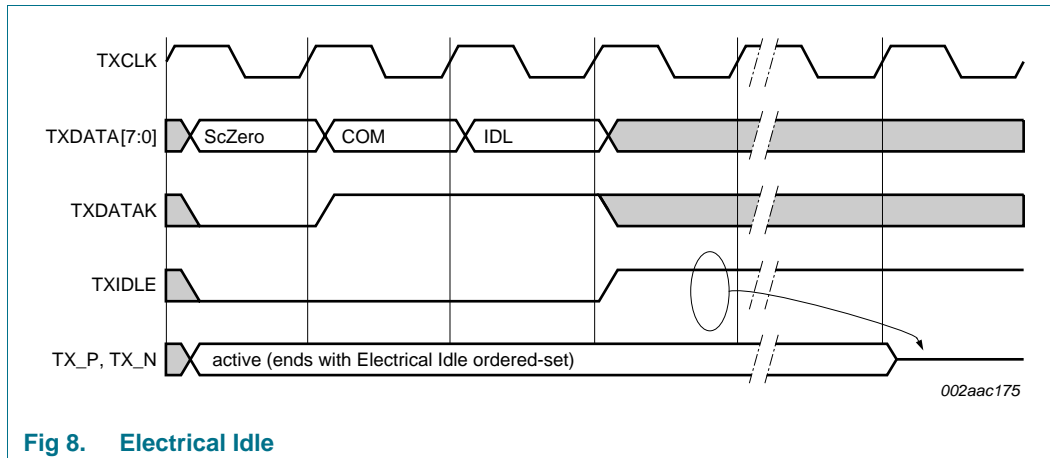 TXCLK
TXDATA[7:0]
ScZero
COM
IDL
TXDATAK
TXIDLE
TX_P, TX_N
active (ends with Electrical Idle ordered-set)
002aac175
Fig 8. Electrical Idle